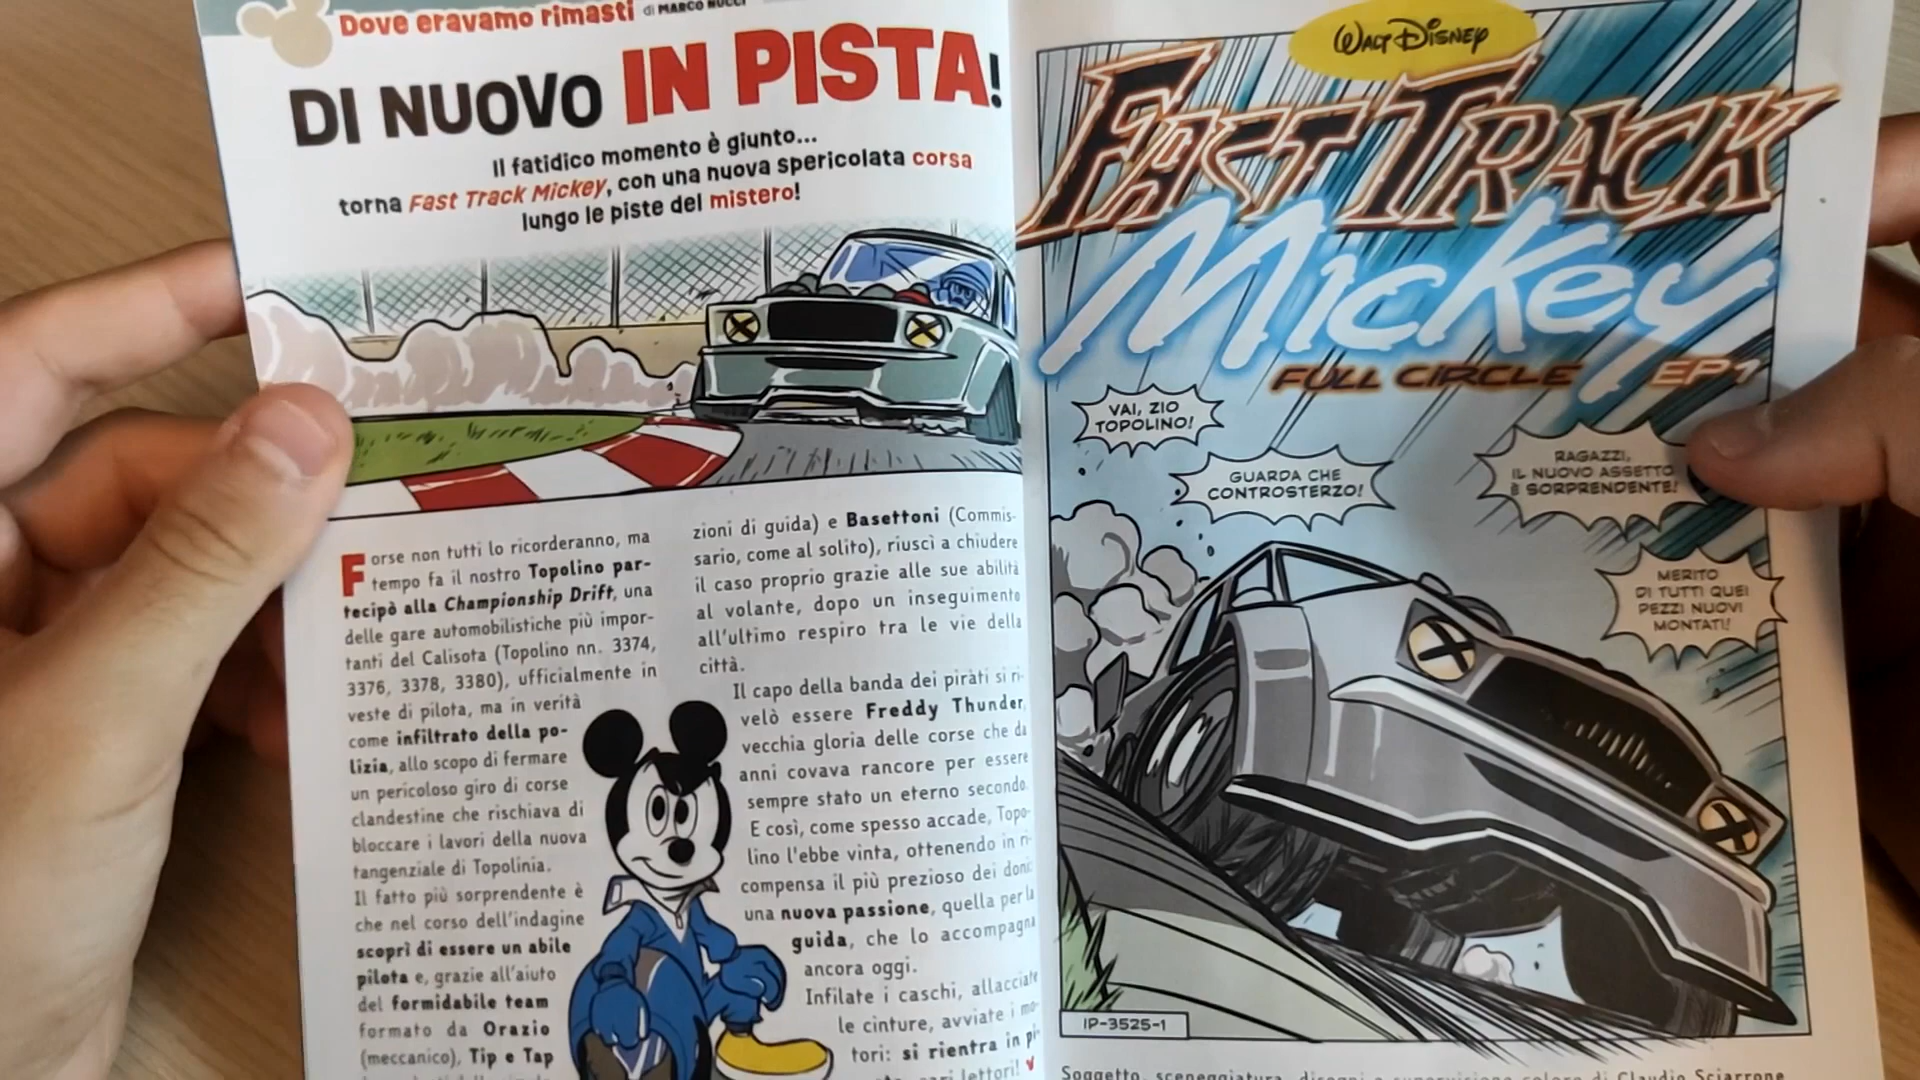 Dove eravamo rimasti di MARCO NUCCI
DI NUOVO IN PISTA!
Il fatidico momento è giunto...
torna Fast Track Mickey, con una nuova spericolata corsa
lungo le piste del mistero!
Forse non tutti lo ricorderanno, ma
tempo fa il nostro Topolino par-
tecipò alla Championship Drift, una
delle gare automobilistiche più impor-
tanti del Calisota (Topolino nn. 3374,
3376, 3378, 3380), ufficialmente in
veste di pilota, ma in verità
come infiltrato della po-
lizia, allo scopo di fermare
un pericoloso giro di corse
clandestine che rischiava di
bloccare i lavori della nuova
tangenziale di Topolinia.
Il fatto più sorprendente è
che nel corso dell'indagine
scoprì di essere un abile
pilota e, grazie all'aiuto
del formidabile team
formato da Orazio
(meccanico), Tip e Tap
zioni di guida) e Basettoni (Commis-
sario, come al solito), riuscì a chiudere
il caso proprio grazie alle sue abilità
al volante, dopo un inseguimento
all'ultimo respiro tra le vie della
città.
Il capo della banda dei pirati si ri-
velò essere Freddy Thunder,
vecchia gloria delle corse che da
anni covava rancore per essere
sempre stato un eterno secondo.
E così, come spesso accade, Topo-
lino l'ebbe vinta, ottenendo in ri-
compensa il più prezioso dei doni:
una nuova passione, quella per la
guida, che lo accompagna
ancora oggi.
Infilate i caschi, allacciate
le cinture, avviate i mo-
tori: si rientra in pi-
cari lettori!
WALT DISNEY
FAST TRACK
Mickey
FULL CIRCLE EP1
VAI, ZIO
TOPOLINO!
GUARDA CHE
CONTROSTERZO!
RAGAZZI,
IL NUOVO ASSETTO
È SORPRENDENTE!
MERITO
DI TUTTI QUEI
PEZZI NUOVI
MONTATI!
IP-3525-1
Soggetto, sceneggiatura, disegni e supervisione colore di Claudio Sciarrone